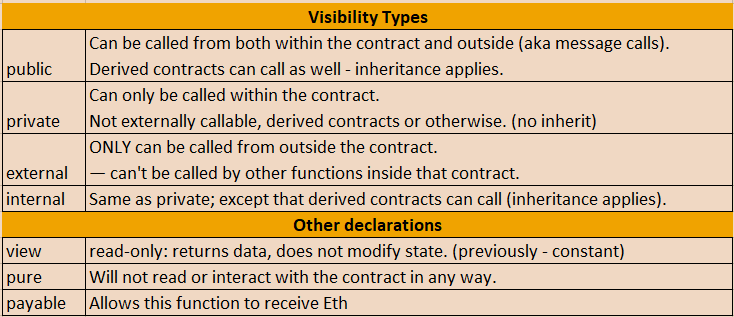 Visibility Types
Can be called from both within the contract and outside (aka message calls).
public Derived contracts can call as well - inheritance applies.
Can only be called within the contract.
private Not externally callable, derived contracts or otherwise. (no inherit)
ONLY can be called from outside the contract.
external — can't be called by other functions inside that contract.
internal Same as private; except that derived contracts can call (inheritance applies).
Other declarations
view read-only: returns data, does not modify state. (previously - constant)
pure Will not read or interact with the contract in any way.
payable Allows this function to receive Eth